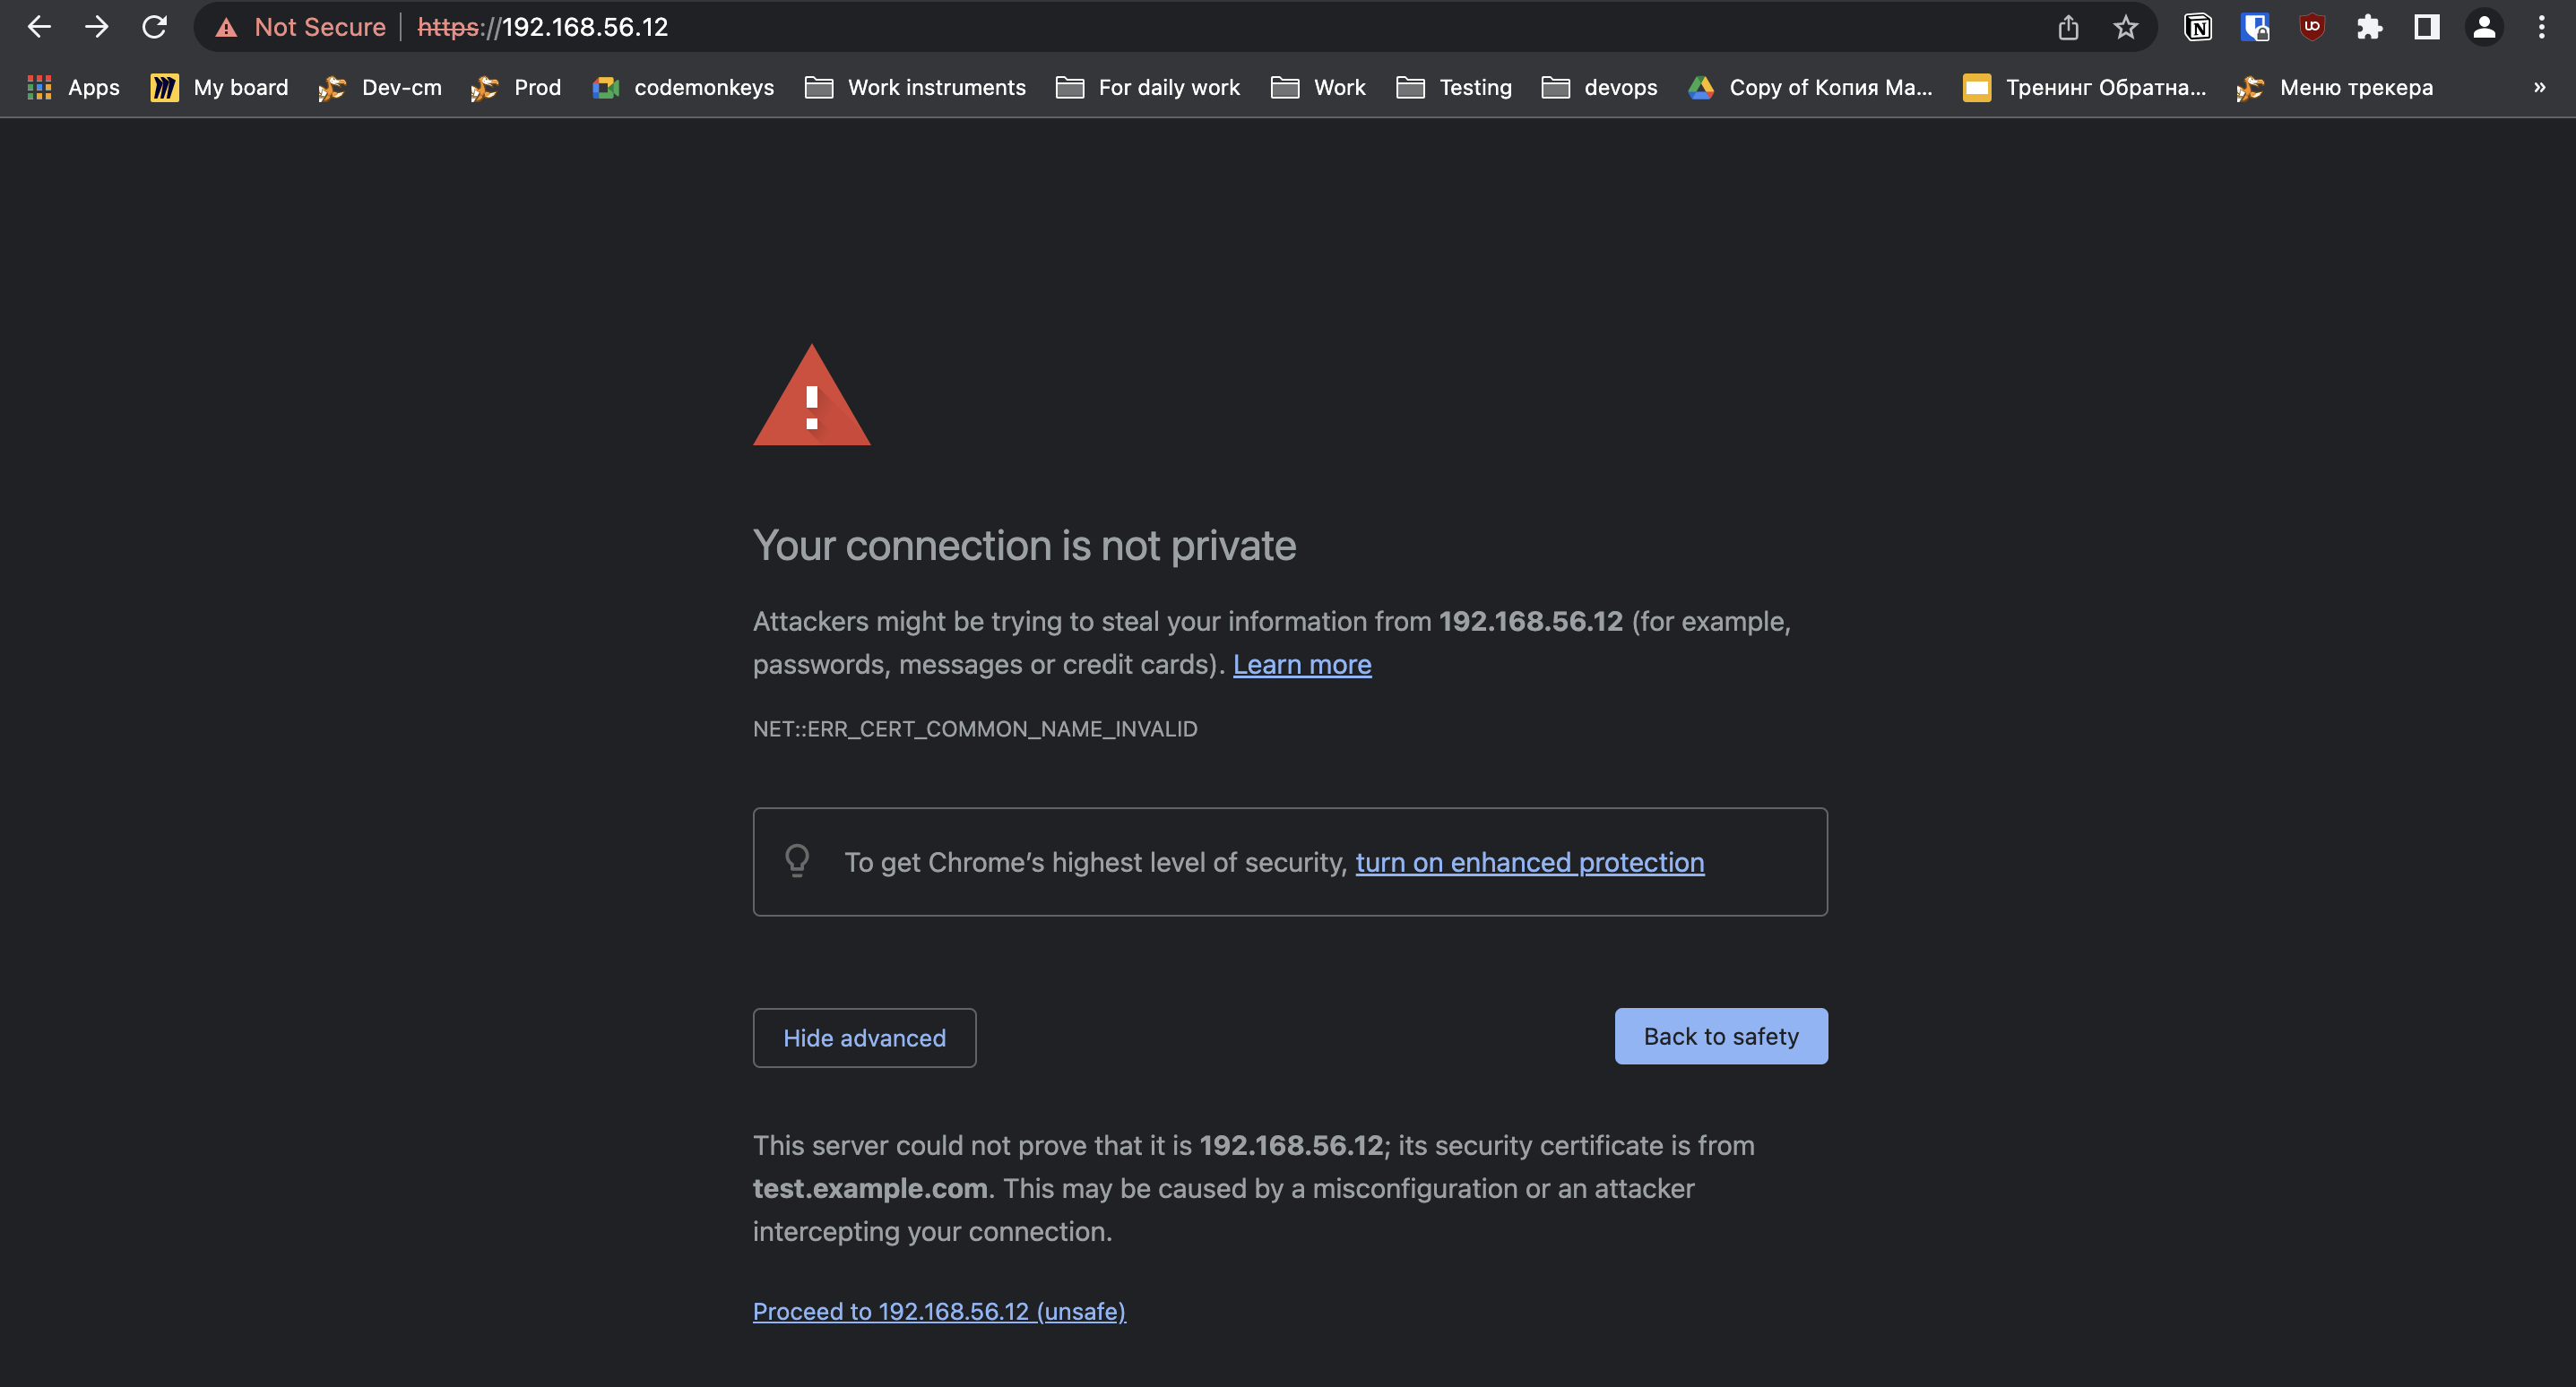 Not Secure https://192.168.56.12
Apps My board Dev-cm Prod codemonkeys Work instruments For daily work Work Testing devops Copy of Копия Ма... Тренинг Обратна... Меню трекера »
Your connection is not private
Attackers might be trying to steal your information from 192.168.56.12 (for example,
passwords, messages or credit cards). Learn more
NET::ERR_CERT_COMMON_NAME_INVALID
To get Chrome’s highest level of security, turn on enhanced protection
Hide advanced
Back to safety
This server could not prove that it is 192.168.56.12; its security certificate is from
test.example.com. This may be caused by a misconfiguration or an attacker
intercepting your connection.
Proceed to 192.168.56.12 (unsafe)